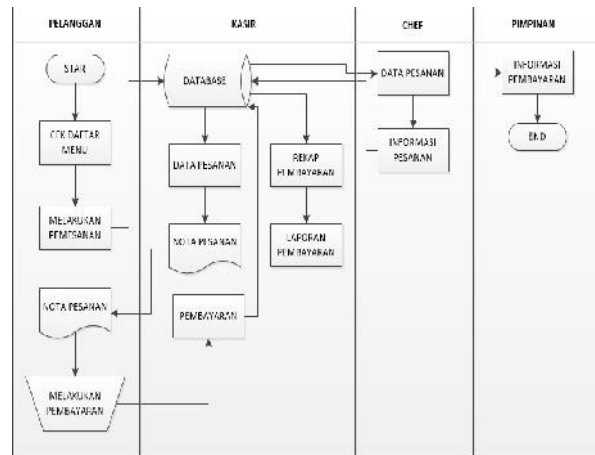 PELANGGAN
KASIR
CHEF
PIMPINAN
STAR
CEK DAFTAR
MENU
MELAKUKAN
PEMESANAN
NOTA PESANAN
MELAKUKAN
PEMBAYARAN
DATABASE
DATA PESANAN
NOTA PESANAN
PEMBAYARAN
REKAP
PEMBAYARAN
LAPORAN
PEMBAYARAN
DATA PESANAN
INFORMASI
PESANAN
INFORMASI
PEMBAYARAN
END